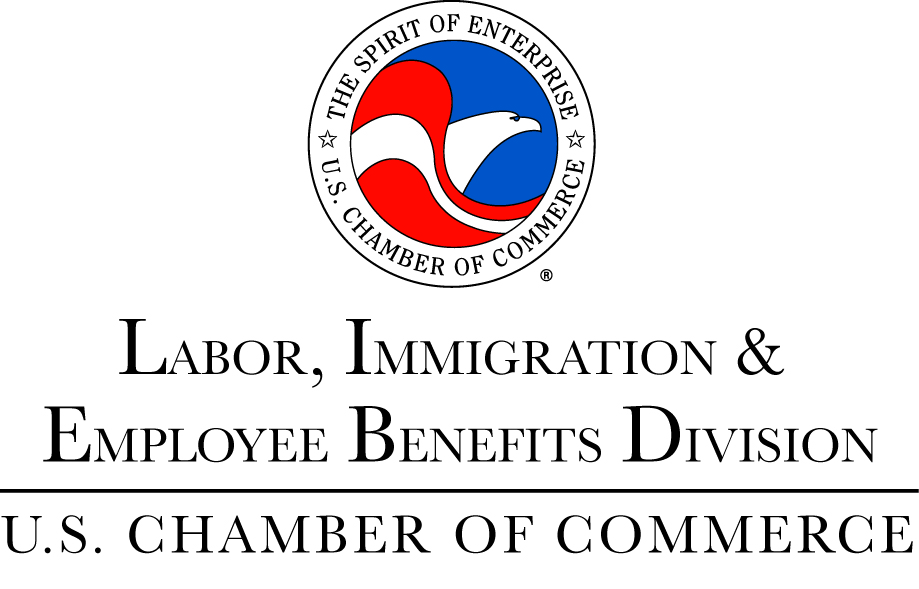 THE SPIRIT OF ENTERPRISE
☆ U.S. CHAMBER OF COMMERCE ☆
®
LABOR, IMMIGRATION &
EMPLOYEE BENEFITS DIVISION
U.S. CHAMBER OF COMMERCE